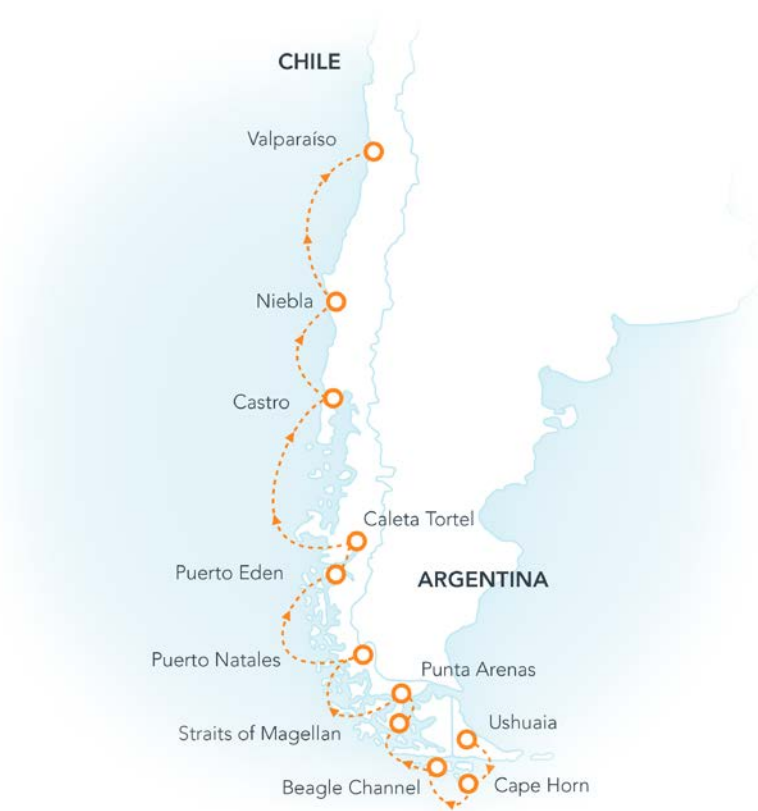 CHILE
Valparaíso
Niebla
Castro
Caleta Tortel
Puerto Eden
ARGENTINA
Puerto Natales
Punta Arenas
Straits of Magellan
Ushuaia
Beagle Channel
Cape Horn